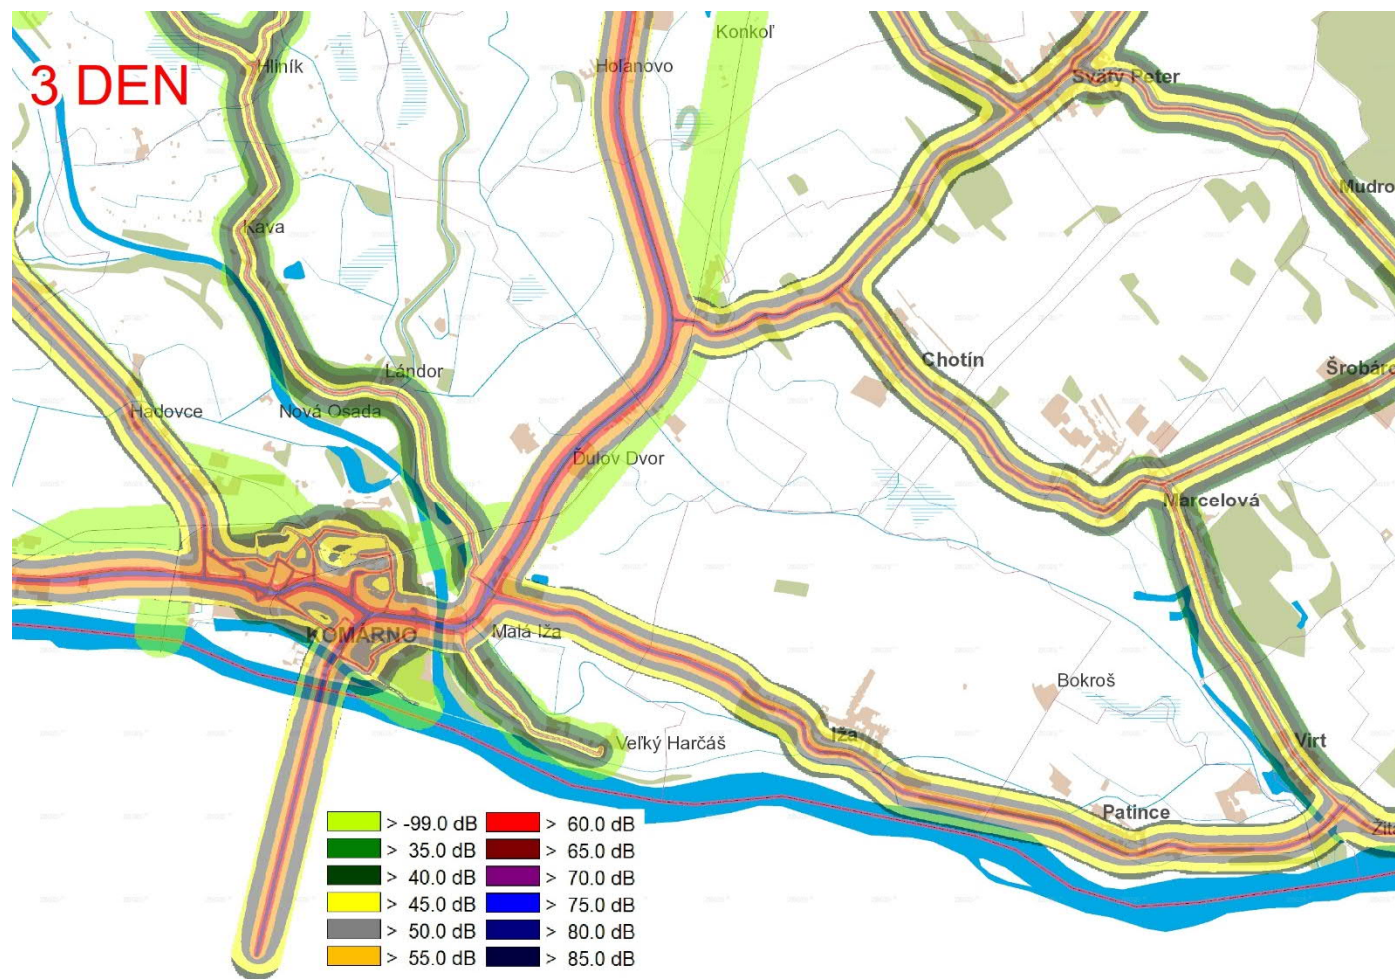 Konkoľ
Hliník
Hoľanovo
Svätý Peter
3 DEN
Mudro
Kava
Chotín
Lándor
Šrobáro
Hadovce
Nová Osada
Ďulov Dvor
Marcelová
KOMÁRNO
Malá Iža
Bokroš
Iža
Veľký Harčáš
Virt
Patince
Žita
> -99.0 dB
> 35.0 dB
> 40.0 dB
> 45.0 dB
> 50.0 dB
> 55.0 dB
> 60.0 dB
> 65.0 dB
> 70.0 dB
> 75.0 dB
> 80.0 dB
> 85.0 dB